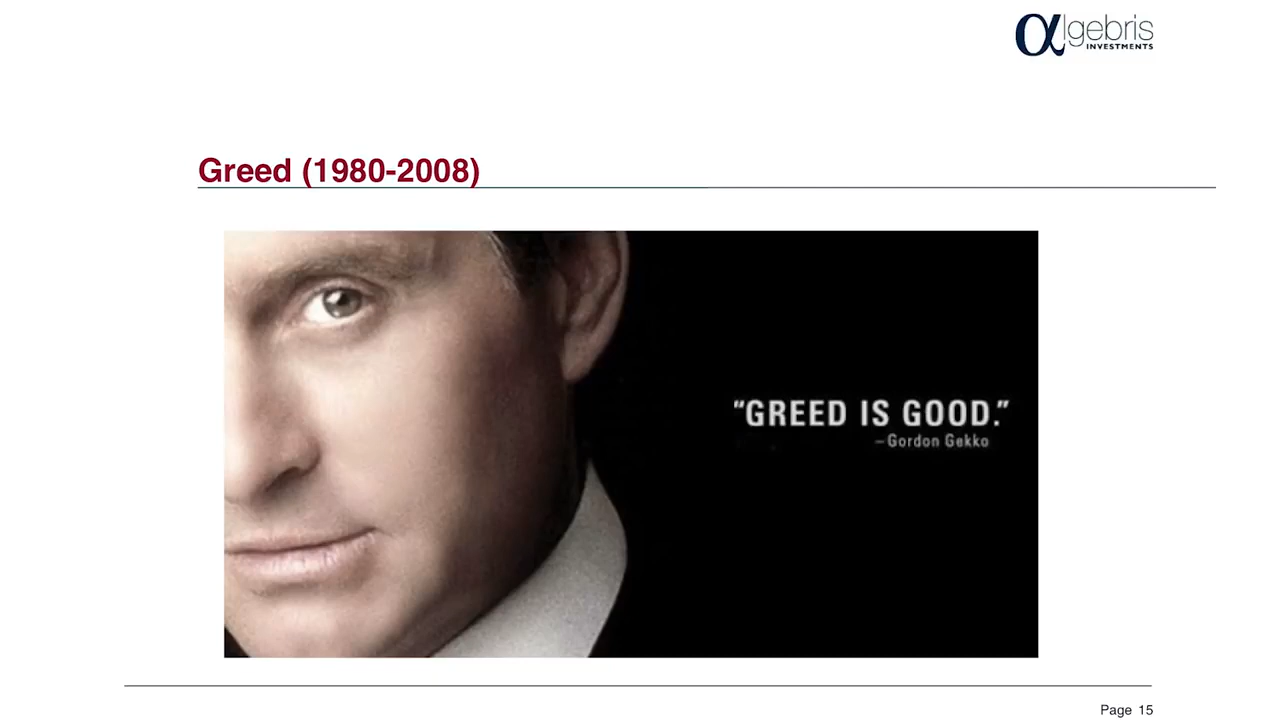 αlgebris
INVESTMENTS
Greed (1980-2008)
“GREED IS GOOD.”
–Gordon Gekko
Page 15